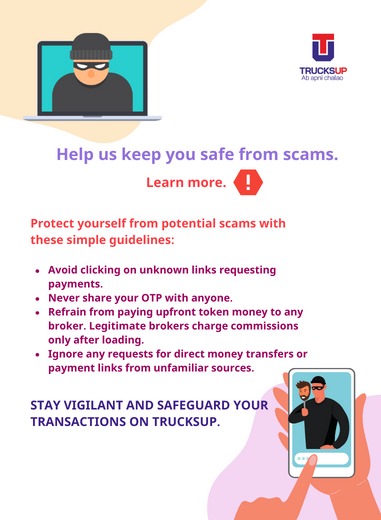 TRUCKSUP
Ab apni chalao
Help us keep you safe from scams.
Learn more.
!
Protect yourself from potential scams with
these simple guidelines:
• Avoid clicking on unknown links requesting
payments.
• Never share your OTP with anyone.
• Refrain from paying upfront token money to any
broker. Legitimate brokers charge commissions
only after loading.
• Ignore any requests for direct money transfers or
payment links from unfamiliar sources.
STAY VIGILANT AND SAFEGUARD YOUR
TRANSACTIONS ON TRUCKSUP.